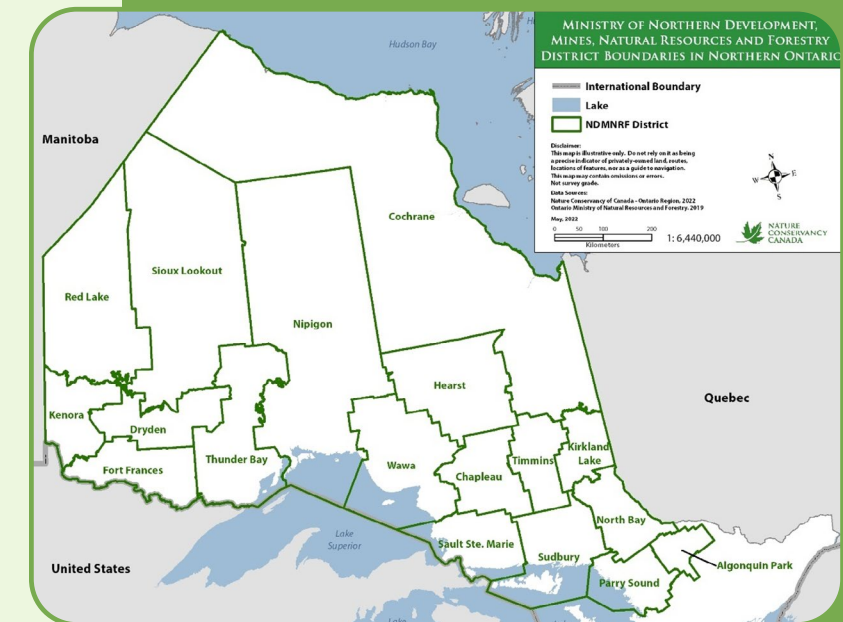 Hudson Bay
MINISTRY OF NORTHERN DEVELOPMENT,
MINES, NATURAL RESOURCES AND FORESTRY
DISTRICT BOUNDARIES IN NORTHERN ONTARIO
International Boundary
Lake
NDMNRF District
Disclaimer:
This map is illustrative only. Do not rely on it as being
a precise indicator of privately-owned land, routes,
locations of features, nor as a guide to navigation.
This map may contain omissions or errors.
Not survey grade.
Data Sources:
Nature Conservancy of Canada - Ontario Region, 2022
Ontario Ministry of Natural Resources and Forestry. 2019
May, 2022
0 50 100 200
Kilometers
1: 6,440,000
N
W E
S
NATURE
CONSERVANCY
CANADA
Manitoba
Cochrane
Sioux Lookout
Red Lake
Nipigon
Hearst
Quebec
Kenora
Dryden
Fort Frances
Thunder Bay
Wawa
Chapleau
Timmins
Kirkland
Lake
North Bay
Lake
Superior
Sault Ste. Marie
Sudbury
Algonquin Park
United States
Parry Sound
Lake